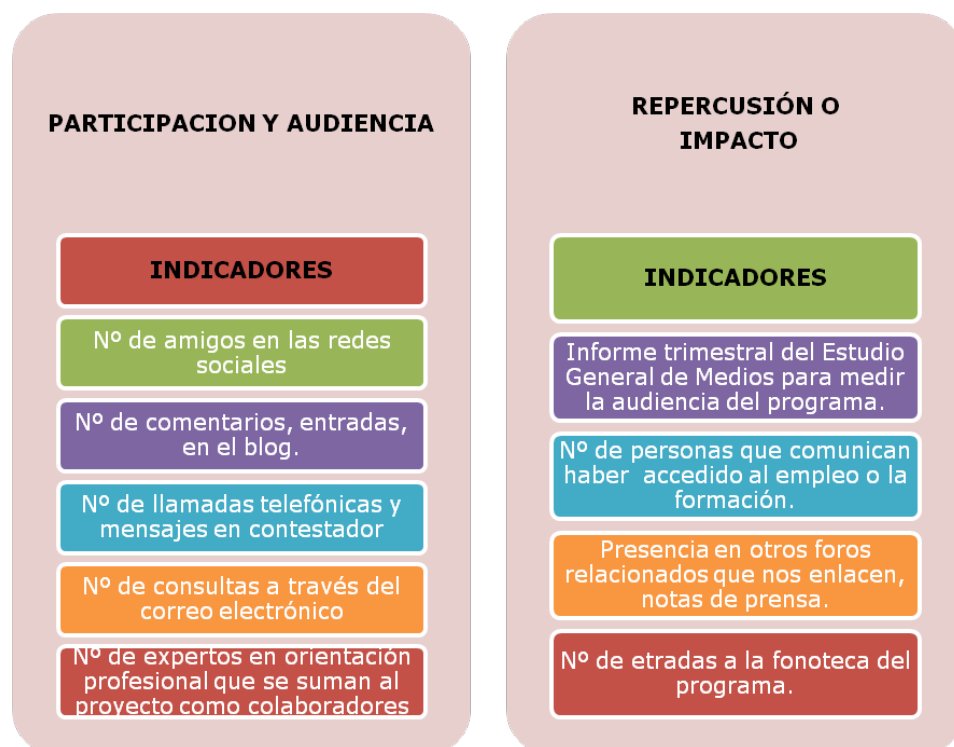 PARTICIPACION Y AUDIENCIA
INDICADORES
Nº de amigos en las redes
sociales
Nº de comentarios, entradas,
en el blog.
Nº de llamadas telefónicas y
mensajes en contestador
Nº de consultas a través del
correo electrónico
Nº de expertos en orientación
profesional que se suman al
proyecto como colaboradores
REPERCUSIÓN O
IMPACTO
INDICADORES
Informe trimestral del Estudio
General de Medios para medir
la audiencia del programa.
Nº de personas que comunican
haber accedido al empleo o la
formación.
Presencia en otros foros
relacionados que nos enlacen,
notas de prensa.
Nº de etradas a la fonoteca del
programa.